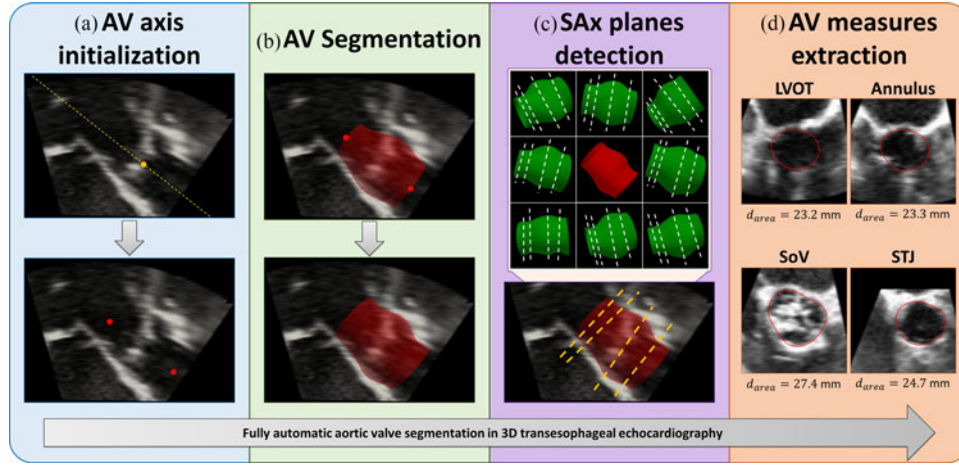 (a) AV axis
initialization
(b) AV Segmentation
(c) SAx planes
detection
(d) AV measures
extraction
LVOT
Annulus
d_area = 23.2 mm
d_area = 23.3 mm
SoV
STJ
d_area = 27.4 mm
d_area = 24.7 mm
Fully automatic aortic valve segmentation in 3D transesophageal echocardiography